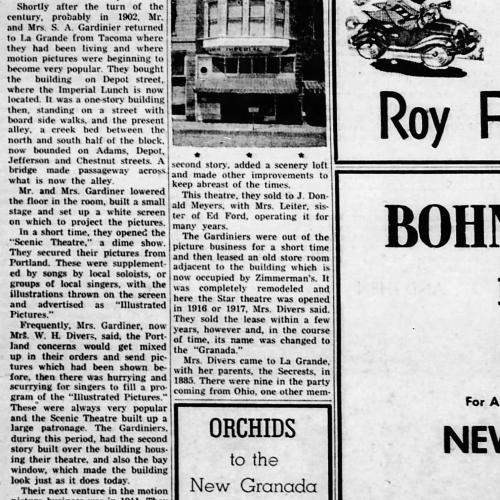 Shortly after the turn of the
century, probably in 1902, Mr.
and Mrs. S. A. Gardinier returned
to La Grande from Tacoma where
they had been living and where
motion pictures were beginning to
become very popular. They bought
the building on Depot street,
where the Imperial Lunch is now
located. It was a one-story building
then, standing on a street with
board side walks, and the present
alley, a creek bed between the
north and south half of the block,
now bounded on Adams, Depot,
Jefferson and Chestnut streets. A
bridge made passageway across
what is now the alley.
Mr. and Mrs. Gardiner lowered
the floor in the room, built a small
stage and set up a white screen
on which to project the pictures.
In a short time, they opened the
"Scenic Theatre," a dime show.
They secured their pictures from
Portland. These were supplement-
ed by songs by local soloists, or
groups of local singers, with the
illustrations thrown on the screen
and advertised as "Illustrated
Pictures."
Frequently, Mrs. Gardiner, now
Mrs. W. H. Divers, said, the Port-
land concerns would get mixed
up in their orders and send pic-
tures which had been shown be-
fore, then there was hurrying and
scurrying for singers to fill a pro-
gram of the "Illustrated Pictures."
These were always very popular
and the Scenic Theatre built up a
large patronage. The Gardiniers,
during this period, had the second
story built over the building hous-
ing their theatre, and also the bay
window, which made the building
look just as it does today.
Their next venture in the motion
IMPERIAL
★ ★ ★
second story, added a scenery loft
and made other improvements to
keep abreast of the times.
This theatre, they sold to J. Don-
ald Meyers, with Mrs. Leiter, sis-
ter of Ed Ford, operating it for
many years.
The Gardiniers were out of the
picture business for a short time
and then leased an old store room
adjacent to the building which is
now occupied by Zimmerman's. It
was completely remodeled and
here the Star theatre was opened
in 1916 or 1917, Mrs. Divers said.
They sold the lease within a few
years, however and, in the course
of time, its name was changed to
the "Granada."
Mrs. Divers came to La Grande,
with her parents, the Secrests, in
1885. There were nine in the party
coming from Ohio, one other mem-
ORCHIDS
to the
New Granada
Roy F
BOHN
For A
NEW